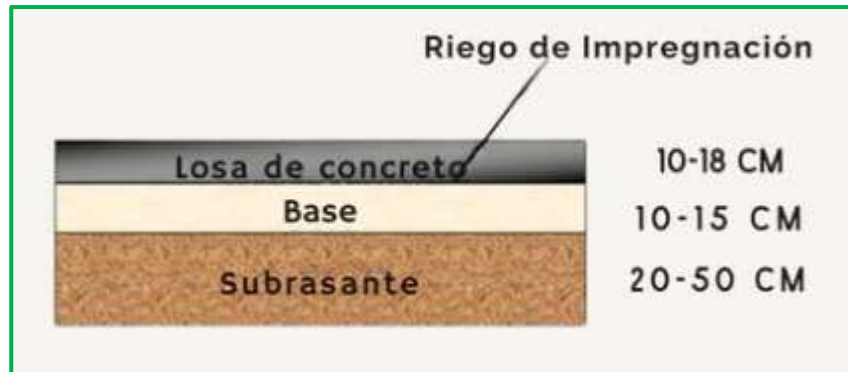 Riego de Impregnación
Losa de concreto
10-18 CM
Base
10-15 CM
Subrasante
20-50 CM